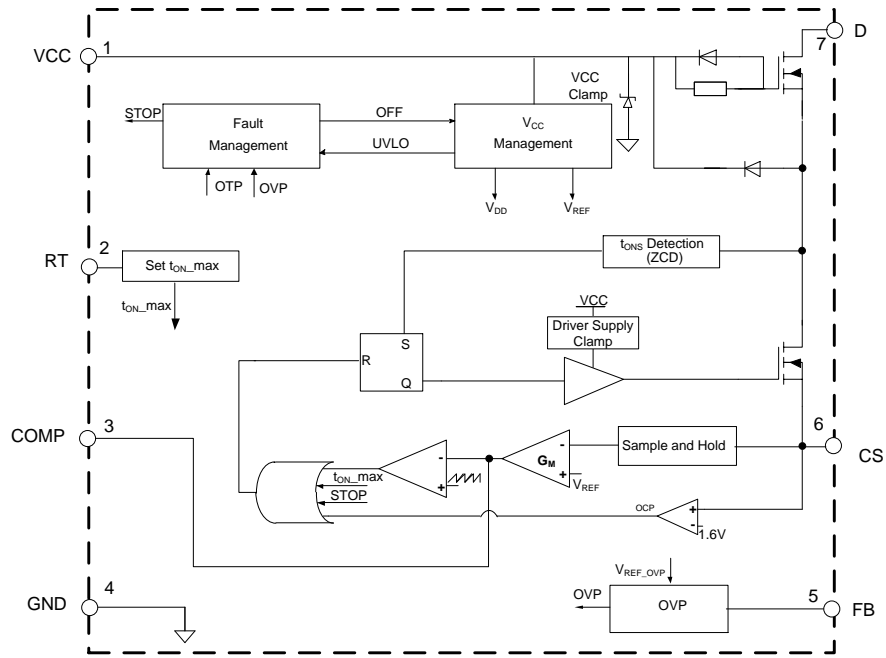 D
7
1
VCC
VCC
Clamp
STOP
Fault
Management
OFF
UVLO
VCC
Management
OTP
OVP
VDD
VREF
2
RT
Set tON_max
tON_max
tONS Detection
(ZCD)
VCC
Driver Supply
Clamp
S
R
Q
3
COMP
6
CS
Sample and Hold
-
GM
+
VREF
-
+
tON_max
STOP
OCP
+
-
1.6V
4
GND
VREF_OVP
OVP
OVP
5
FB